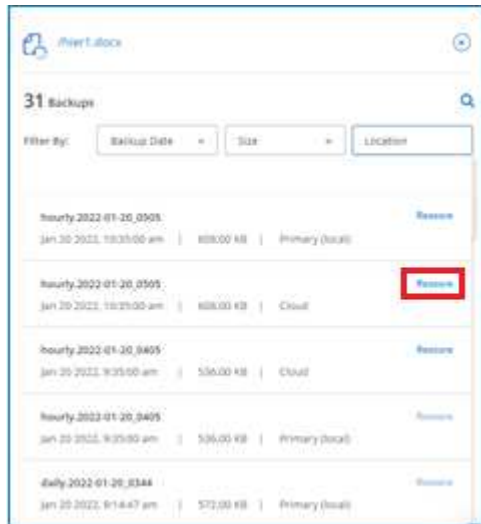 /hier1.docx
31 Backups
Filter By: Backup Date Size Location
hourly.2022-01-20_0505 Restore
Jan 20 2022, 10:35:00 am | 608.00 KB | Primary (local)
hourly.2022-01-20_0505 Restore
Jan 20 2022, 10:35:00 am | 608.00 KB | Cloud
hourly.2022-01-20_0405 Restore
Jan 20 2022, 9:35:00 am | 536.00 KB | Cloud
hourly.2022-01-20_0405 Restore
Jan 20 2022, 9:35:00 am | 536.00 KB | Primary (local)
daily.2022-01-20_0344 Restore
Jan 20 2022, 9:14:47 am | 572.00 KB | Primary (local)